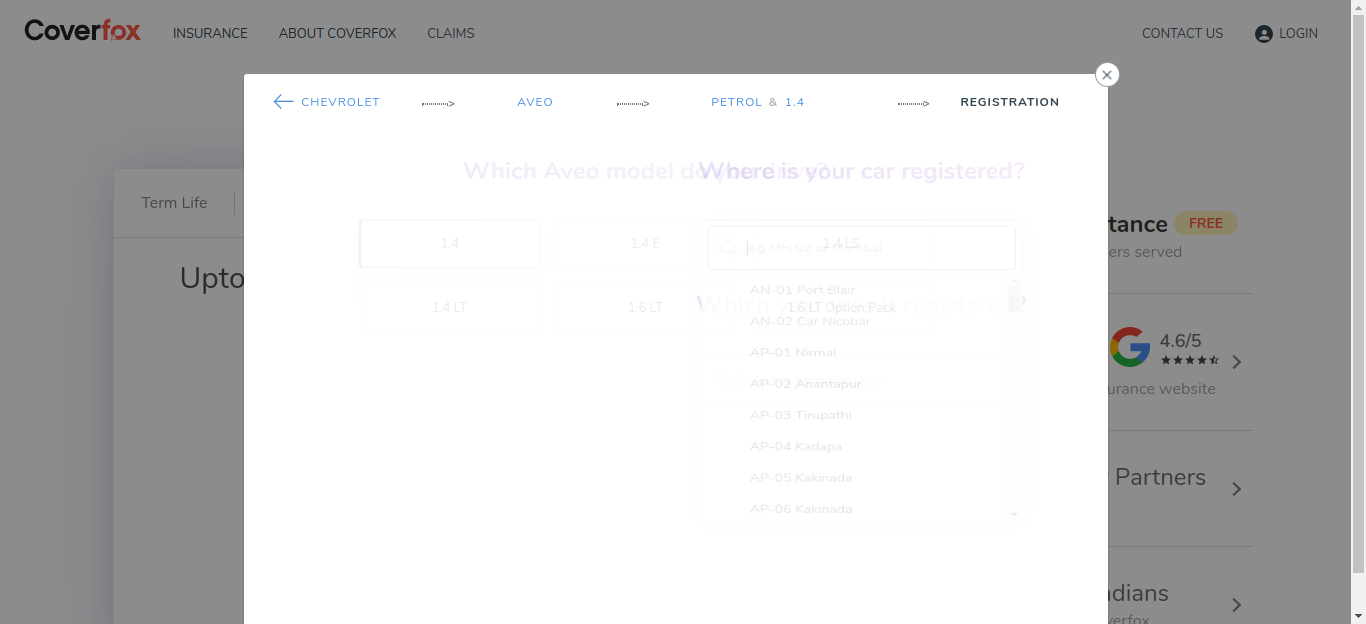 Coverfox INSURANCE ABOUT COVERFOX CLAIMS CONTACT US LOGIN
CHEVROLET AVEO PETROL & 1.4 REGISTRATION
Which Aveo model do you drive?
Where is your car registered?
1.4
1.4 E
1.4 LS
1.4 LT
1.6 LT
1.6 LT Option Pack
e.g MH 02 or Mumbai
AN-01 Port Blair
AN-02 Car Nicobar
AP-01 Nirmal
AP-02 Anantapur
AP-03 Tirupathi
AP-04 Kadapa
AP-05 Kakinada
AP-06 Kakinada
Term Life
Upto
tance FREE
ers served
4.6/5
urance website
Partners
ndians
verfox